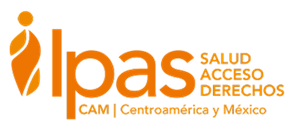 Ipas
SALUD
ACCESO
DERECHOS
CAM | Centroamérica y México